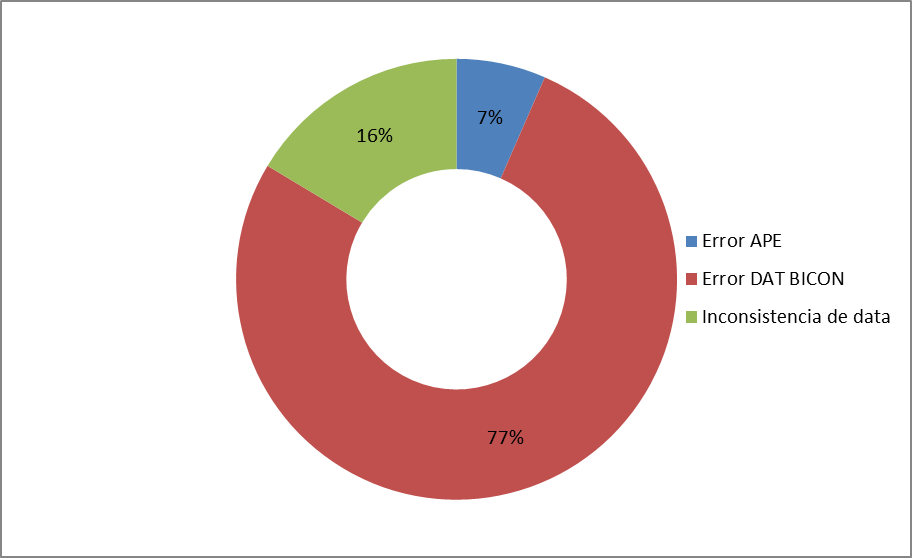 7%
16%
Error APE
Error DAT BICON
Inconsistencia de data
77%